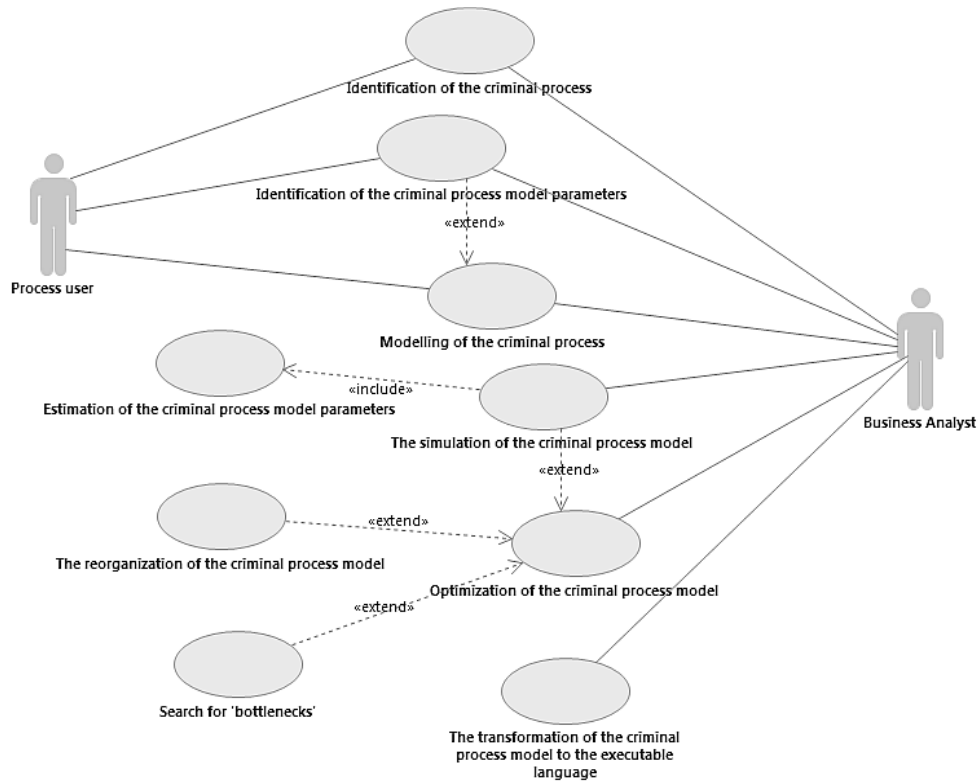 Identification of the criminal process
Identification of the criminal process model parameters
«extend»
Process user
Modelling of the criminal process
«include»
Estimation of the criminal process model parameters
Business Analyst
The simulation of the criminal process model
«extend»
«extend»
The reorganization of the criminal process model
Optimization of the criminal process model
«extend»
Search for 'bottlenecks'
The transformation of the criminal
process model to the executable
language